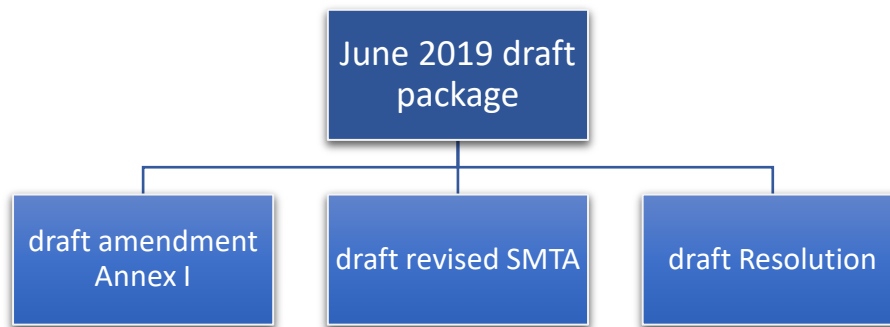 June 2019 draft
package
draft amendment
Annex I
draft revised SMTA
draft Resolution